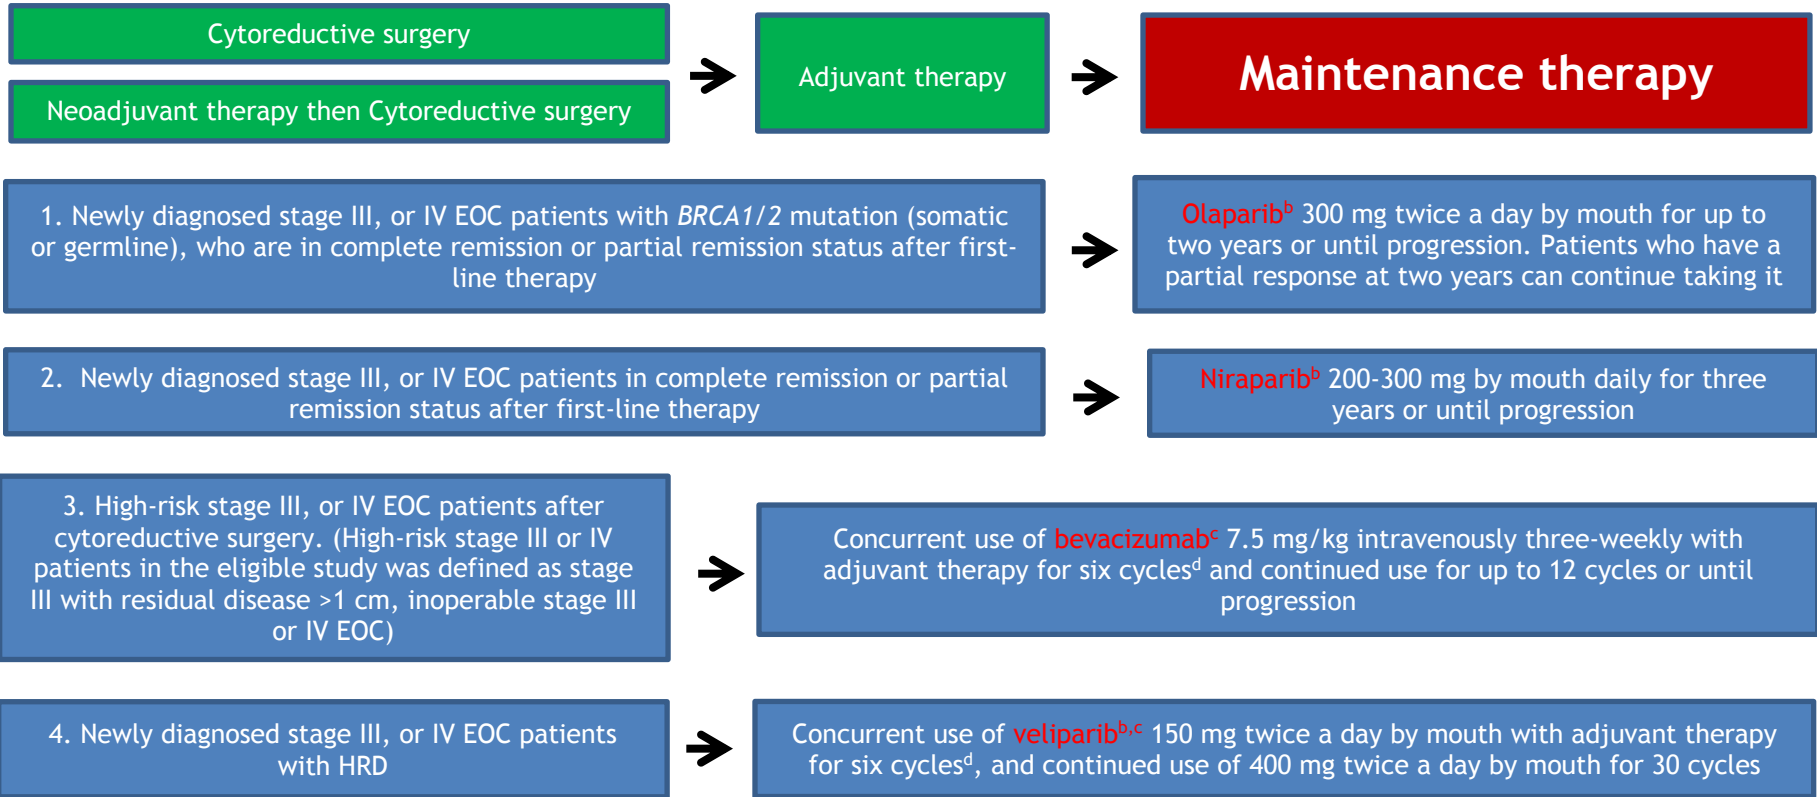 Cytoreductive surgery
Neoadjuvant therapy then Cytoreductive surgery
Adjuvant therapy
Maintenance therapy
1. Newly diagnosed stage III, or IV EOC patients with BRCA1/2 mutation (somatic
or germline), who are in complete remission or partial remission status after first-
line therapy
Olaparibᵇ 300 mg twice a day by mouth for up to
two years or until progression. Patients who have a
partial response at two years can continue taking it
2. Newly diagnosed stage III, or IV EOC patients in complete remission or partial
remission status after first-line therapy
Niraparibᵇ 200-300 mg by mouth daily for three
years or until progression
3. High-risk stage III, or IV EOC patients after
cytoreductive surgery. (High-risk stage III or IV
patients in the eligible study was defined as stage
III with residual disease >1 cm, inoperable stage III
or IV EOC)
Concurrent use of bevacizumabᶜ 7.5 mg/kg intravenously three-weekly with
adjuvant therapy for six cyclesᵈ and continued use for up to 12 cycles or until
progression
4. Newly diagnosed stage III, or IV EOC patients
with HRD
Concurrent use of veliparibᵇ,ᶜ 150 mg twice a day by mouth with adjuvant therapy
for six cyclesᵈ, and continued use of 400 mg twice a day by mouth for 30 cycles